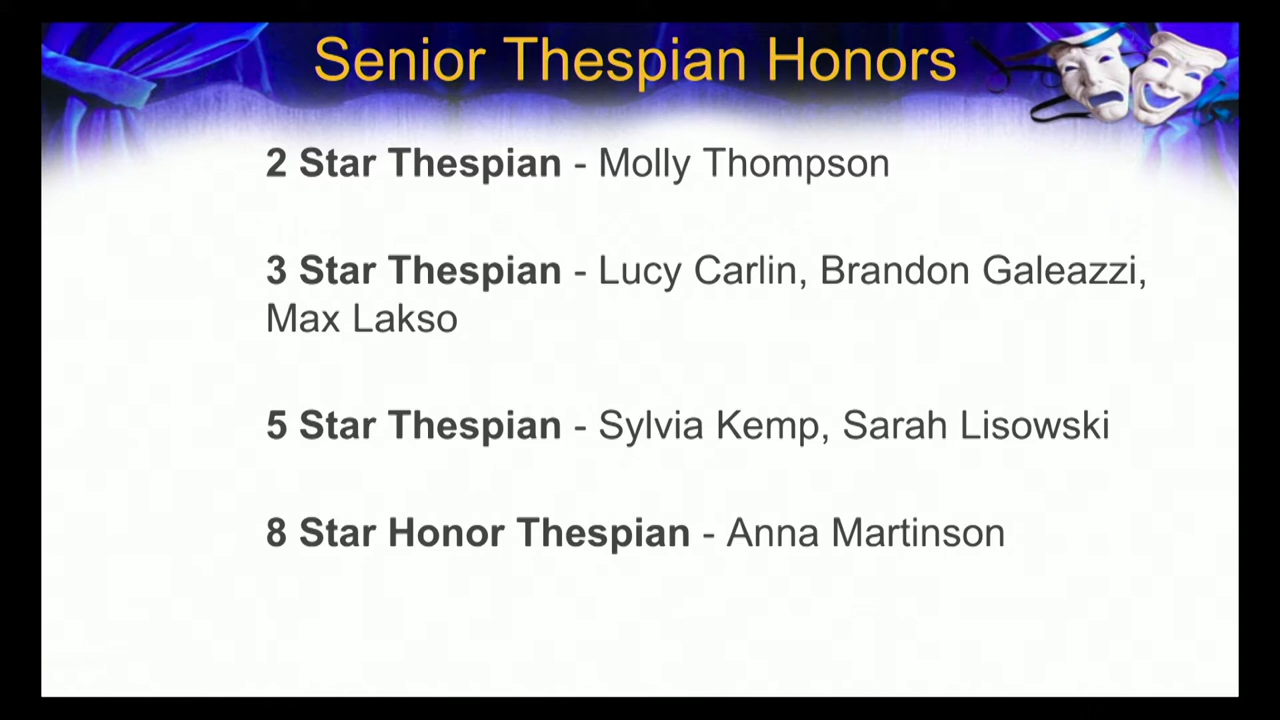 Senior Thespian Honors
2 Star Thespian - Molly Thompson
3 Star Thespian - Lucy Carlin, Brandon Galeazzi,
Max Lakso
5 Star Thespian - Sylvia Kemp, Sarah Lisowski
8 Star Honor Thespian - Anna Martinson